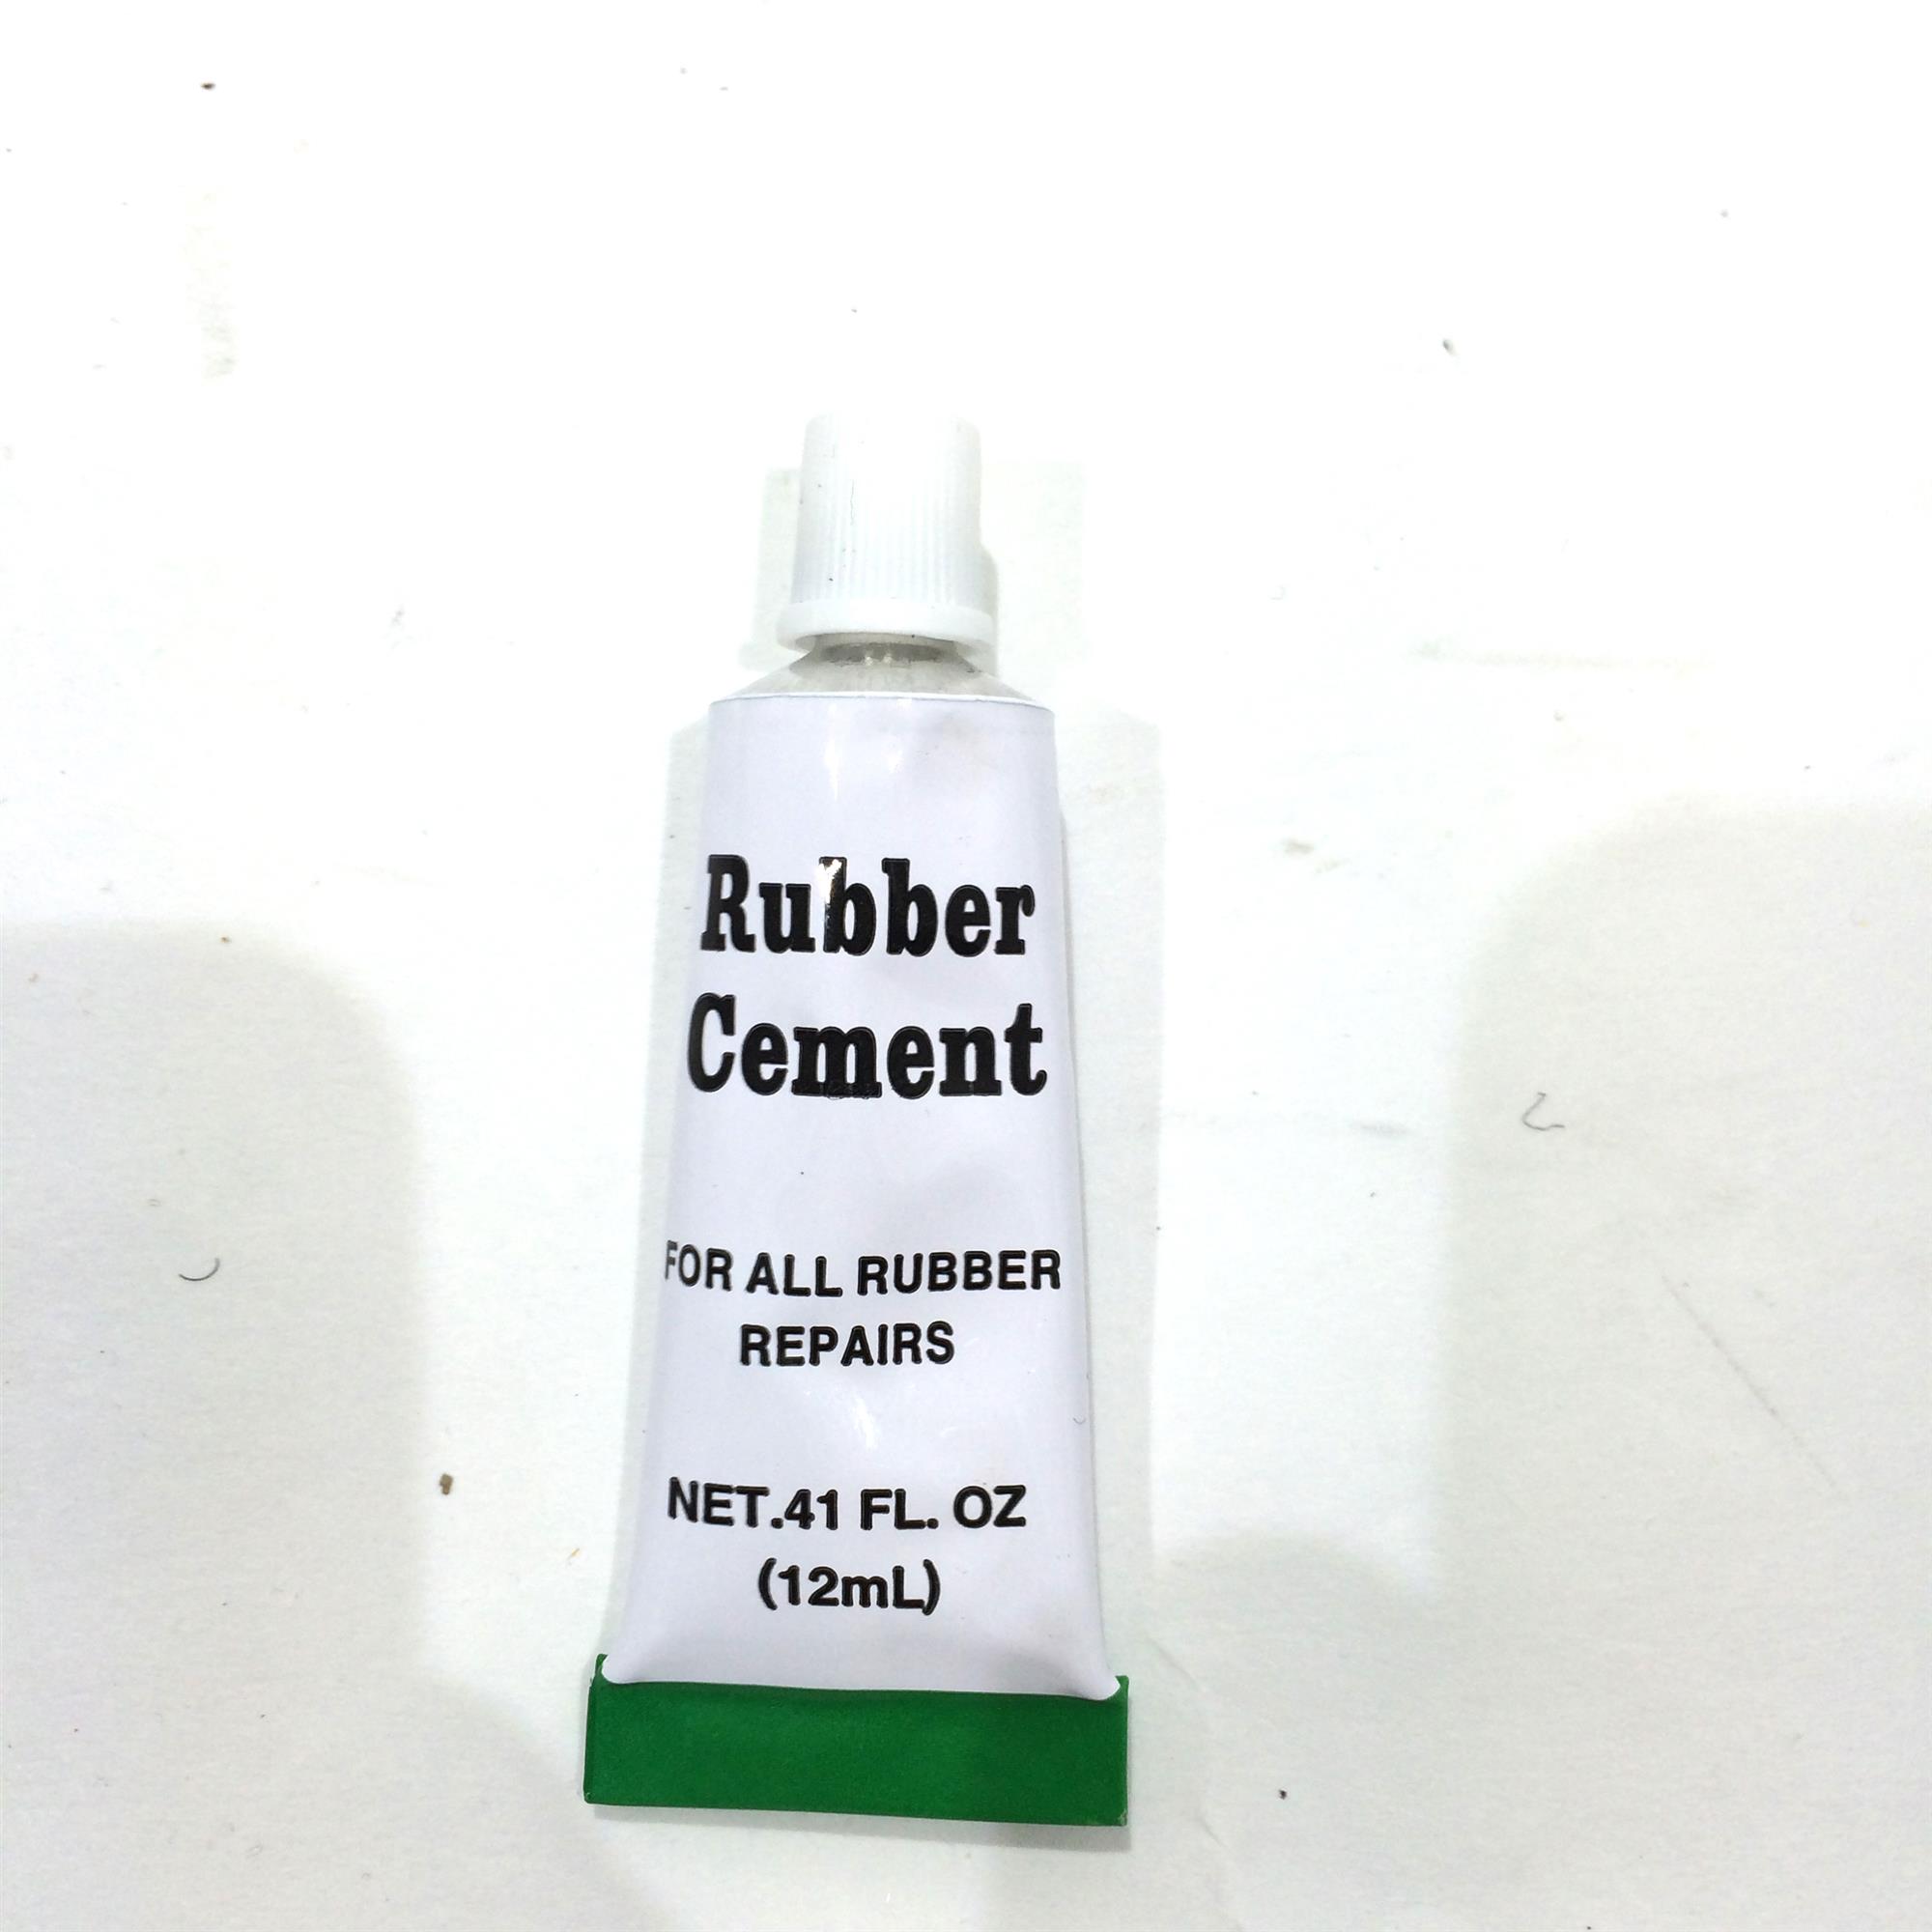 Rubber
Cement
FOR ALL RUBBER
REPAIRS
NET.41 FL. OZ
(12mL)